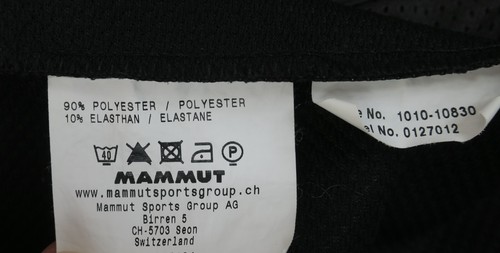 90% POLYESTER / POLYESTER
10% ELASTHAN / ELASTANE
40 P
MAMMUT
www.mammutsportsgroup.ch
Mammut Sports Group AG
Birren 5
CH-5703 Seon
Switzerland
e No. 1010-10830
al No. 0127012